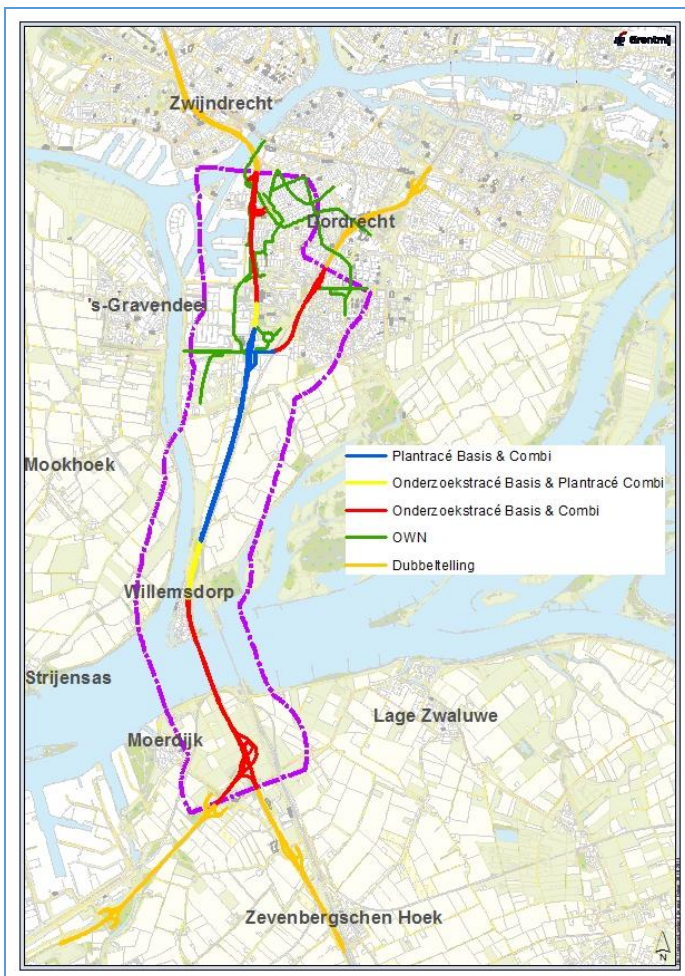 Grontmij
Zwijndrecht
Dordrecht
's-Gravendeel
Mookhoek
Plantracé Basis & Combi
Onderzoekstracé Basis & Plantracé Combi
Onderzoekstracé Basis & Combi
OWN
Dubbeltelling
Willemsdorp
Strijensas
Lage Zwaluwe
Moerdijk
Zevenbergschen Hoek
N